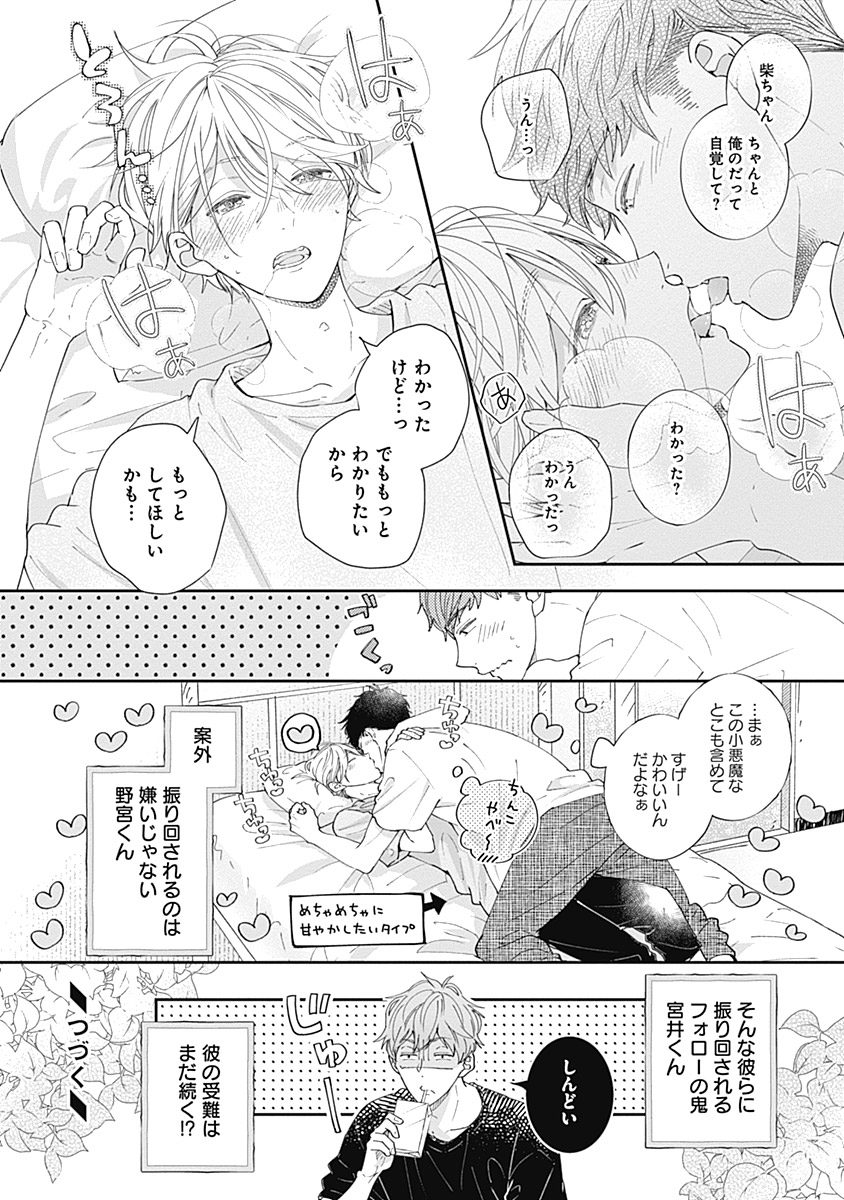 柴ちゃん
ちゃんと
俺のだって
自覚して?
うん…っ
はぁ
わかった?
あ
うん
わかっだっ
はぁ
とろん…
はぁ
わかった
けど…っ
でももっと
わかりたい
から
もっと
してほしい
かも…
ぐっ
…まぁ
この小悪魔な
とこも含めて
すげー
かわいいん
だよなぁ
ちゅっ
ちゅっ
ちゅっ
ちんこ
やべ〜
めちゃめちゃに
甘やかしたいタイプ
案外
振り回されるのは
嫌いじゃない
野宮くん
そんな彼らに
振り回される
フォローの鬼
宮井くん
しんどい
じゅー
彼の受難は
まだ続く!?
つづく